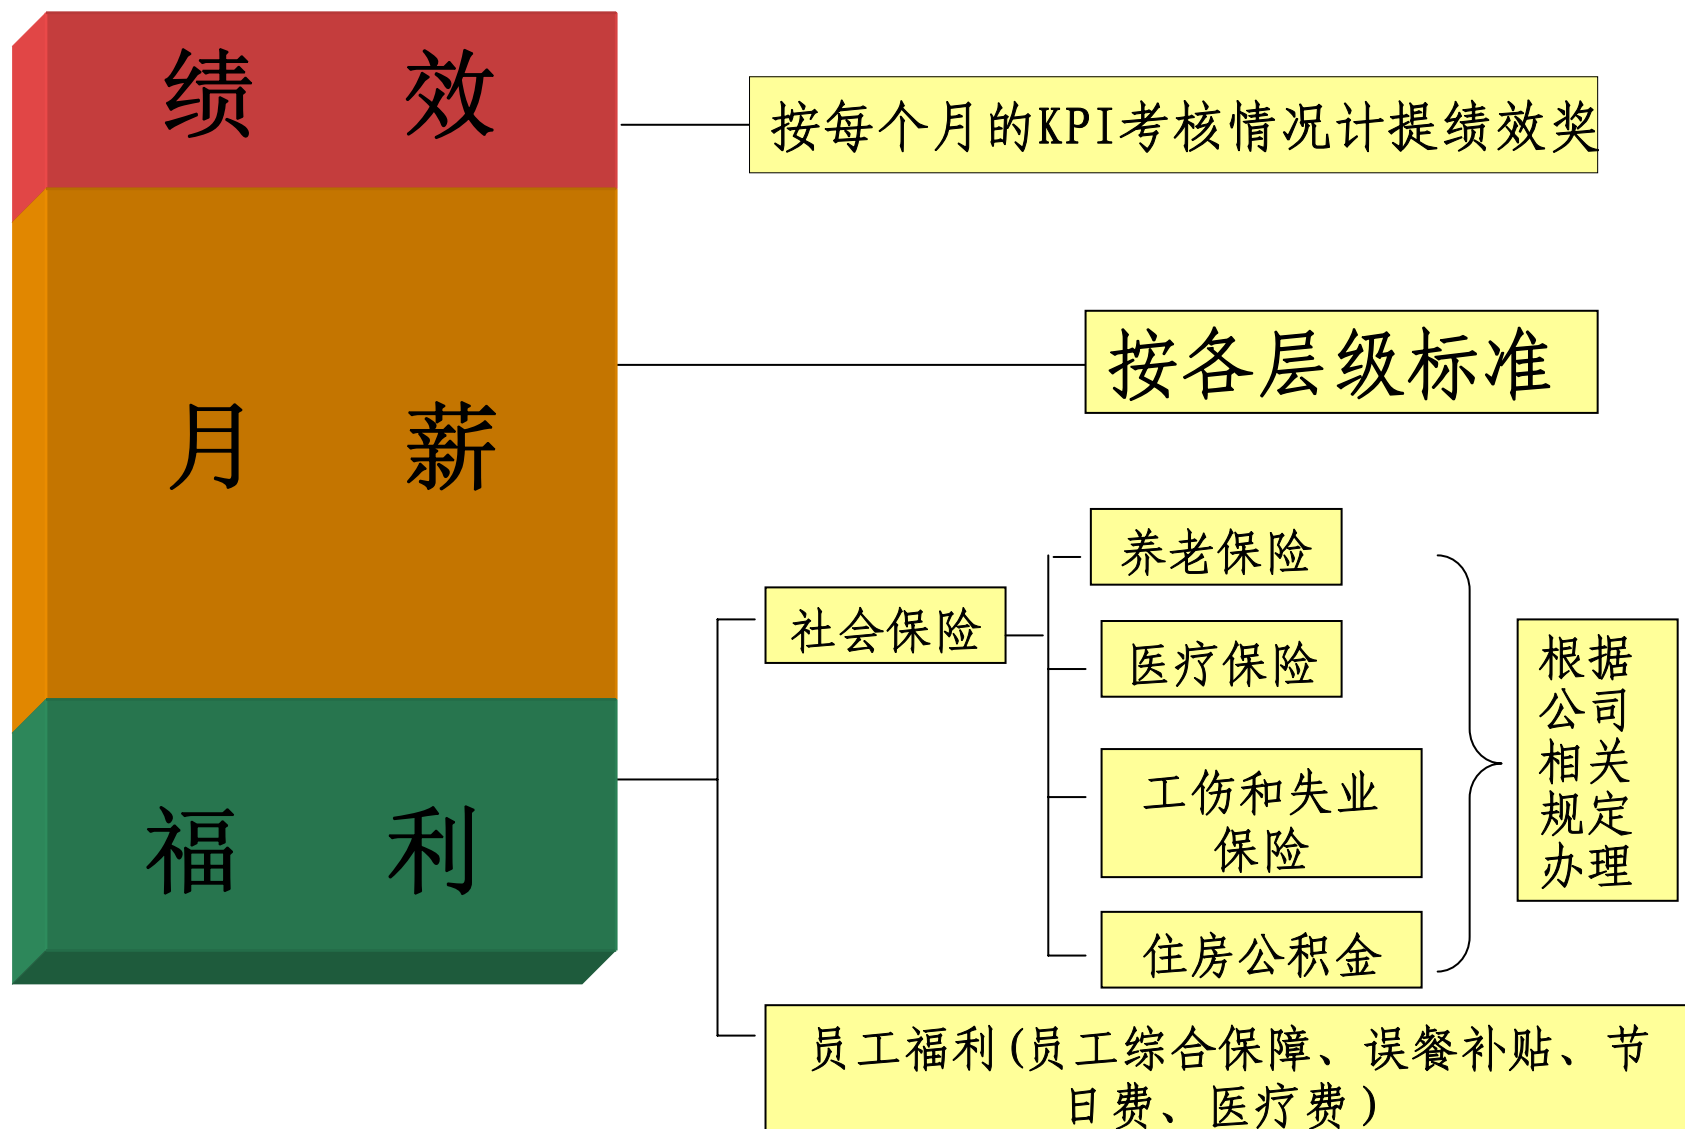 绩 效
按每个月的KPI考核情况计提绩效奖
按各层级标准
月 薪
养老保险
社会保险
医疗保险
根据
公司
相关
规定
办理
工伤和失业
保险
福 利
住房公积金
员工福利(员工综合保障、误餐补贴、节
日费、医疗费)